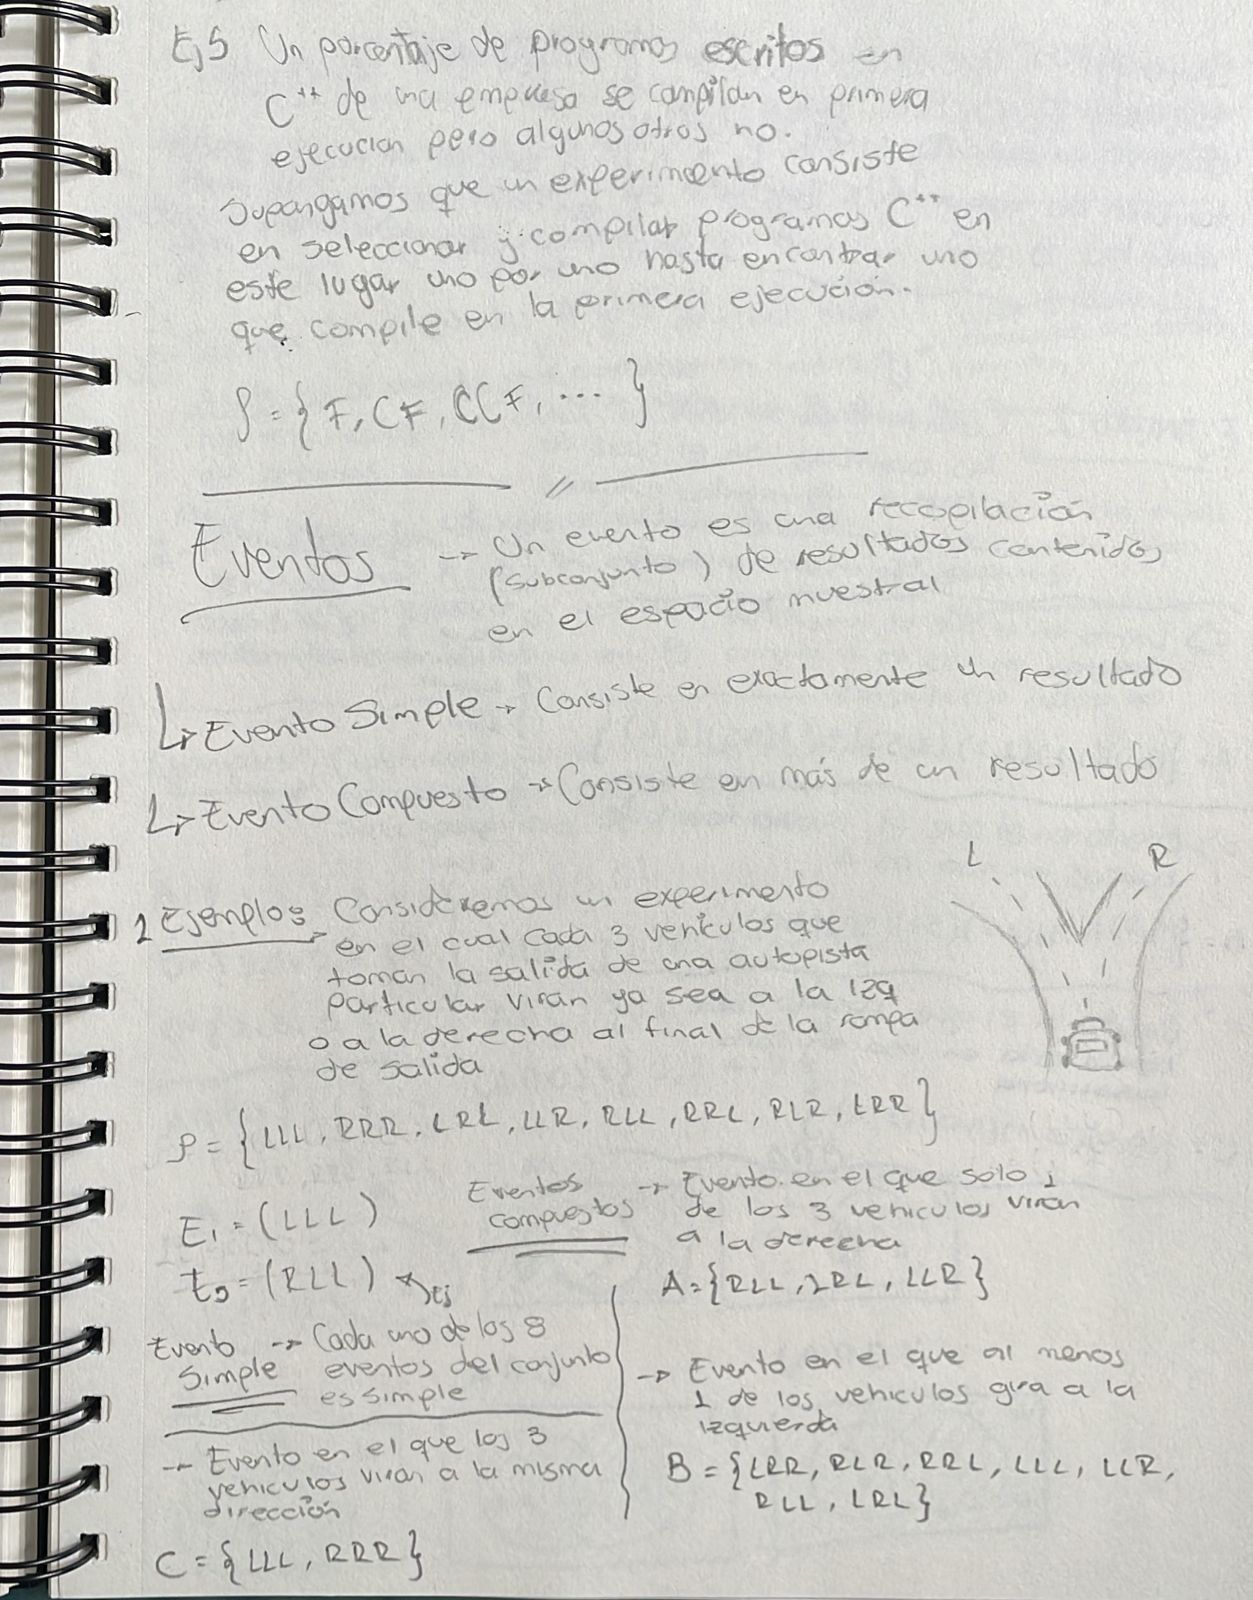 Ej 5 Un porcentaje de programas escritos en
C++ de una empresa se compilan en primera
ejecucion pero algunos otros no.
Supongamos que un experimento consiste
en seleccionar y compilar programas C++ en
este lugar uno por uno hasta encontrar uno
que compile en la primera ejecución.
S = { F, CF, CCF, ... }
Eventos → Un evento es una recopilación
(subconjunto) de resultados contenidos
en el espacio muestral
↳ Evento Simple → Consiste en exactamente un resultado
↳ Evento Compuesto → Consiste en más de un resultado
L R
1 Ejemplo: Consideremos un experimento
en el cual cada 3 vehículos que
toman la salida de una autopista
particular viran ya sea a la izq
o a la derecha al final de la rampa
de salida
S = { LLL, RRR, LRL, LLR, RLL, RRL, RLR, LRR }
E₁ = (LLL)
E₅ = (RLL) Ej
Evento Simple → Cada uno de los 8
eventos del conjunto
es simple
→ Evento en el que los 3
vehiculos viran a la misma
dirección
C = { LLL, RRR }
Eventos compuestos → Evento en el que solo 1
de los 3 vehiculos viran
a la derecha
A = { RLL, LRL, LLR }
→ Evento en el que al menos
1 de los vehiculos gira a la
izquierda
B = { LRR, RLR, RRL, LLL, LLR,
RLL, LRL }